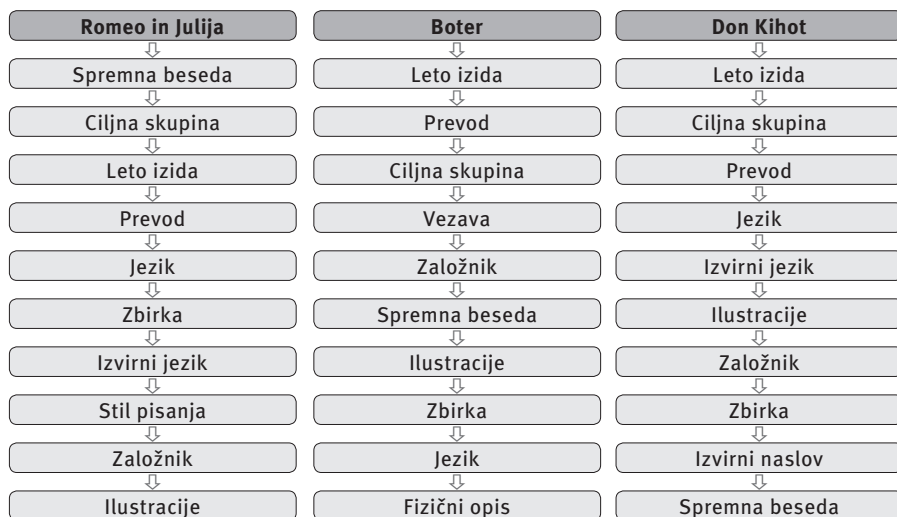 Romeo in Julija
Spremna beseda
Ciljna skupina
Leto izida
Prevod
Jezik
Zbirka
Izvirni jezik
Stil pisanja
Založnik
Ilustracije
Boter
Leto izida
Prevod
Ciljna skupina
Vezava
Založnik
Spremna beseda
Ilustracije
Zbirka
Jezik
Fizični opis
Don Kihot
Leto izida
Ciljna skupina
Prevod
Jezik
Izvirni jezik
Ilustracije
Založnik
Zbirka
Izvirni naslov
Spremna beseda